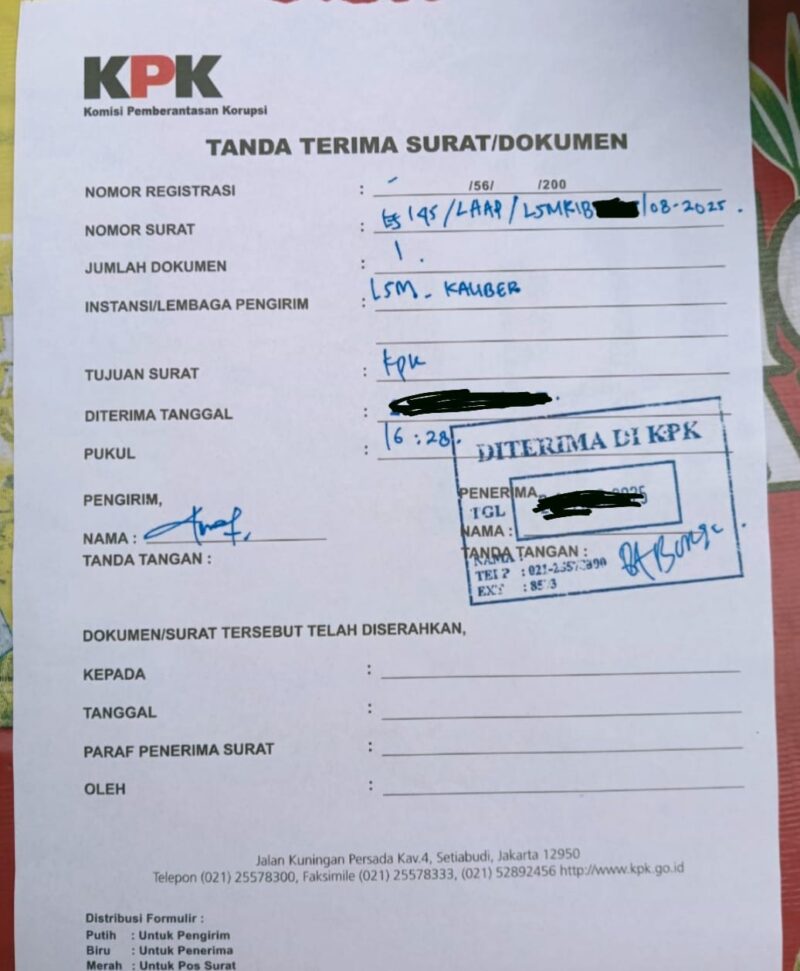 KPK
Komisi Pemberantasan Korupsi
TANDA TERIMA SURAT/DOKUMEN
NOMOR REGISTRASI : - /56/ /200
NOMOR SURAT : 145/LAAP/LSMKIB /08-2025.
JUMLAH DOKUMEN : 1.
INSTANSI/LEMBAGA PENGIRIM : LSM - KALIBER
TUJUAN SURAT : kpk
DITERIMA TANGGAL :
PUKUL : 16:28
DITERIMA DI KPK
PENGIRIM,
PENERIMA
TGL
NAMA :
NAMA :
TANDA TANGAN :
TANDA TANGAN :
NAMA
TELP : 021-25578300
EXT :
DOKUMEN/SURAT TERSEBUT TELAH DISERAHKAN,
KEPADA :
TANGGAL :
PARAF PENERIMA SURAT :
OLEH :
Jalan Kuningan Persada Kav.4, Setiabudi, Jakarta 12950
Telepon (021) 25578300, Faksimile (021) 25578333, (021) 52892456 http://www.kpk.go.id
Distribusi Formulir :
Putih : Untuk Pengirim
Biru : Untuk Penerima
Merah : Untuk Pos Surat